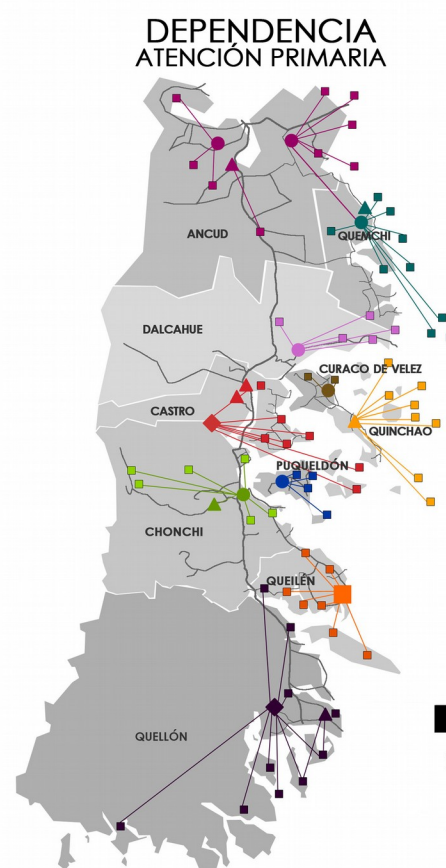 DEPENDENCIA
ATENCIÓN PRIMARIA
ANCUD
QUEMCHI
DALCAHUE
CURACO DE VELEZ
CASTRO
QUINCHAO
PUQUELDÓN
CHONCHI
QUEILÉN
QUELLÓN